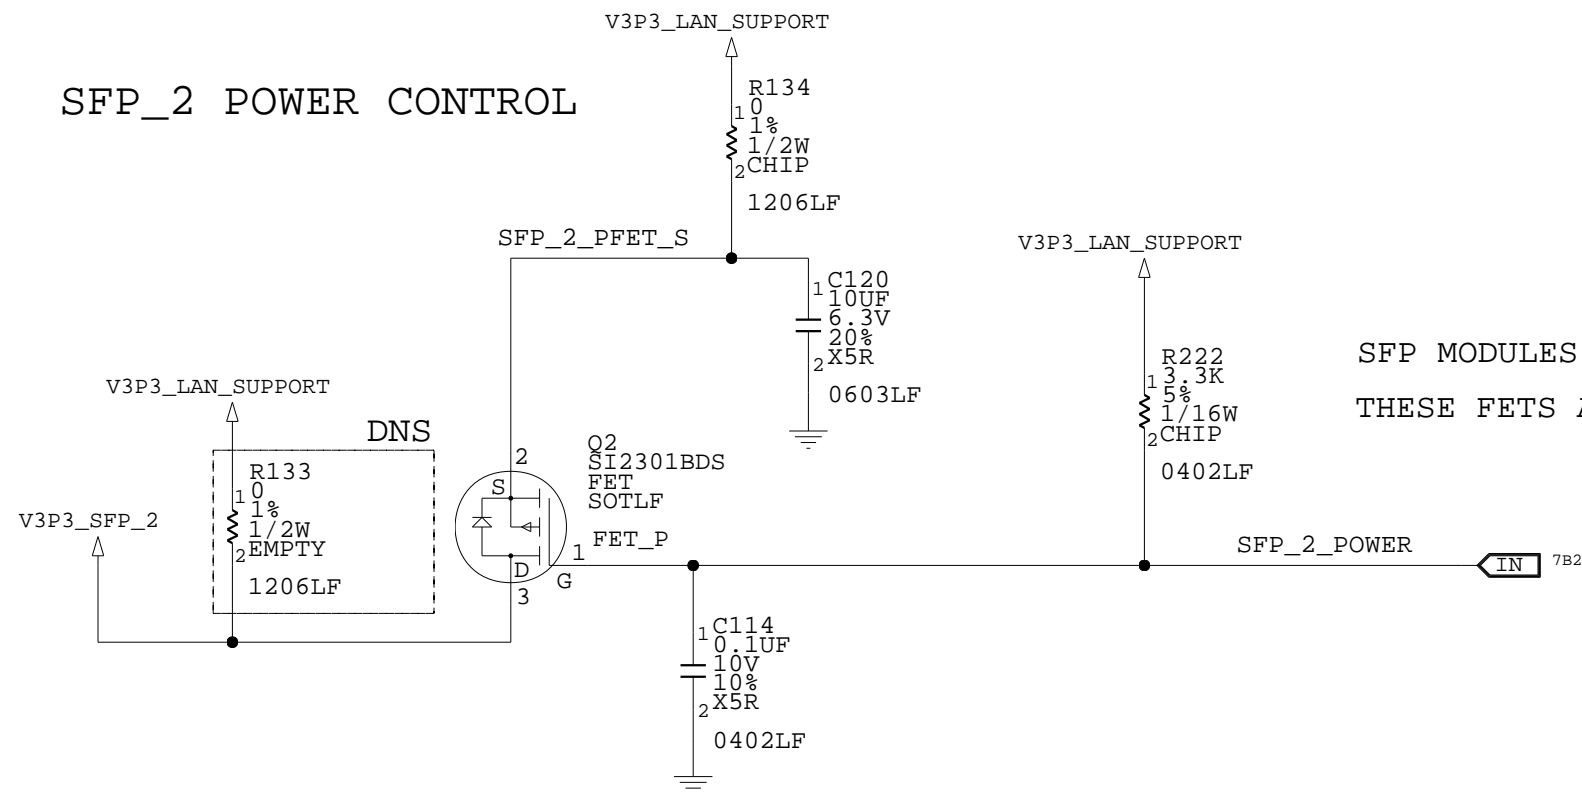 V3P3_LAN_SUPPORT
SFP_2 POWER CONTROL
R134
1 0
1%
1/2W
2 CHIP
1206LF
SFP_2_PFET_S
V3P3_LAN_SUPPORT
1 C120
10UF
6.3V
20%
2 X5R
0603LF
R222
1 3.3K
5%
1/16W
2 CHIP
0402LF
SFP MODULES
THESE FETS A
V3P3_LAN_SUPPORT
DNS
R133
1 0
1%
1/2W
2 EMPTY
1206LF
V3P3_SFP_2
2
S
D
3
G
1
Q2
SI2301BDS
FET
SOTLF
FET_P
SFP_2_POWER
IN 7B2
1 C114
0.1UF
10V
10%
2 X5R
0402LF